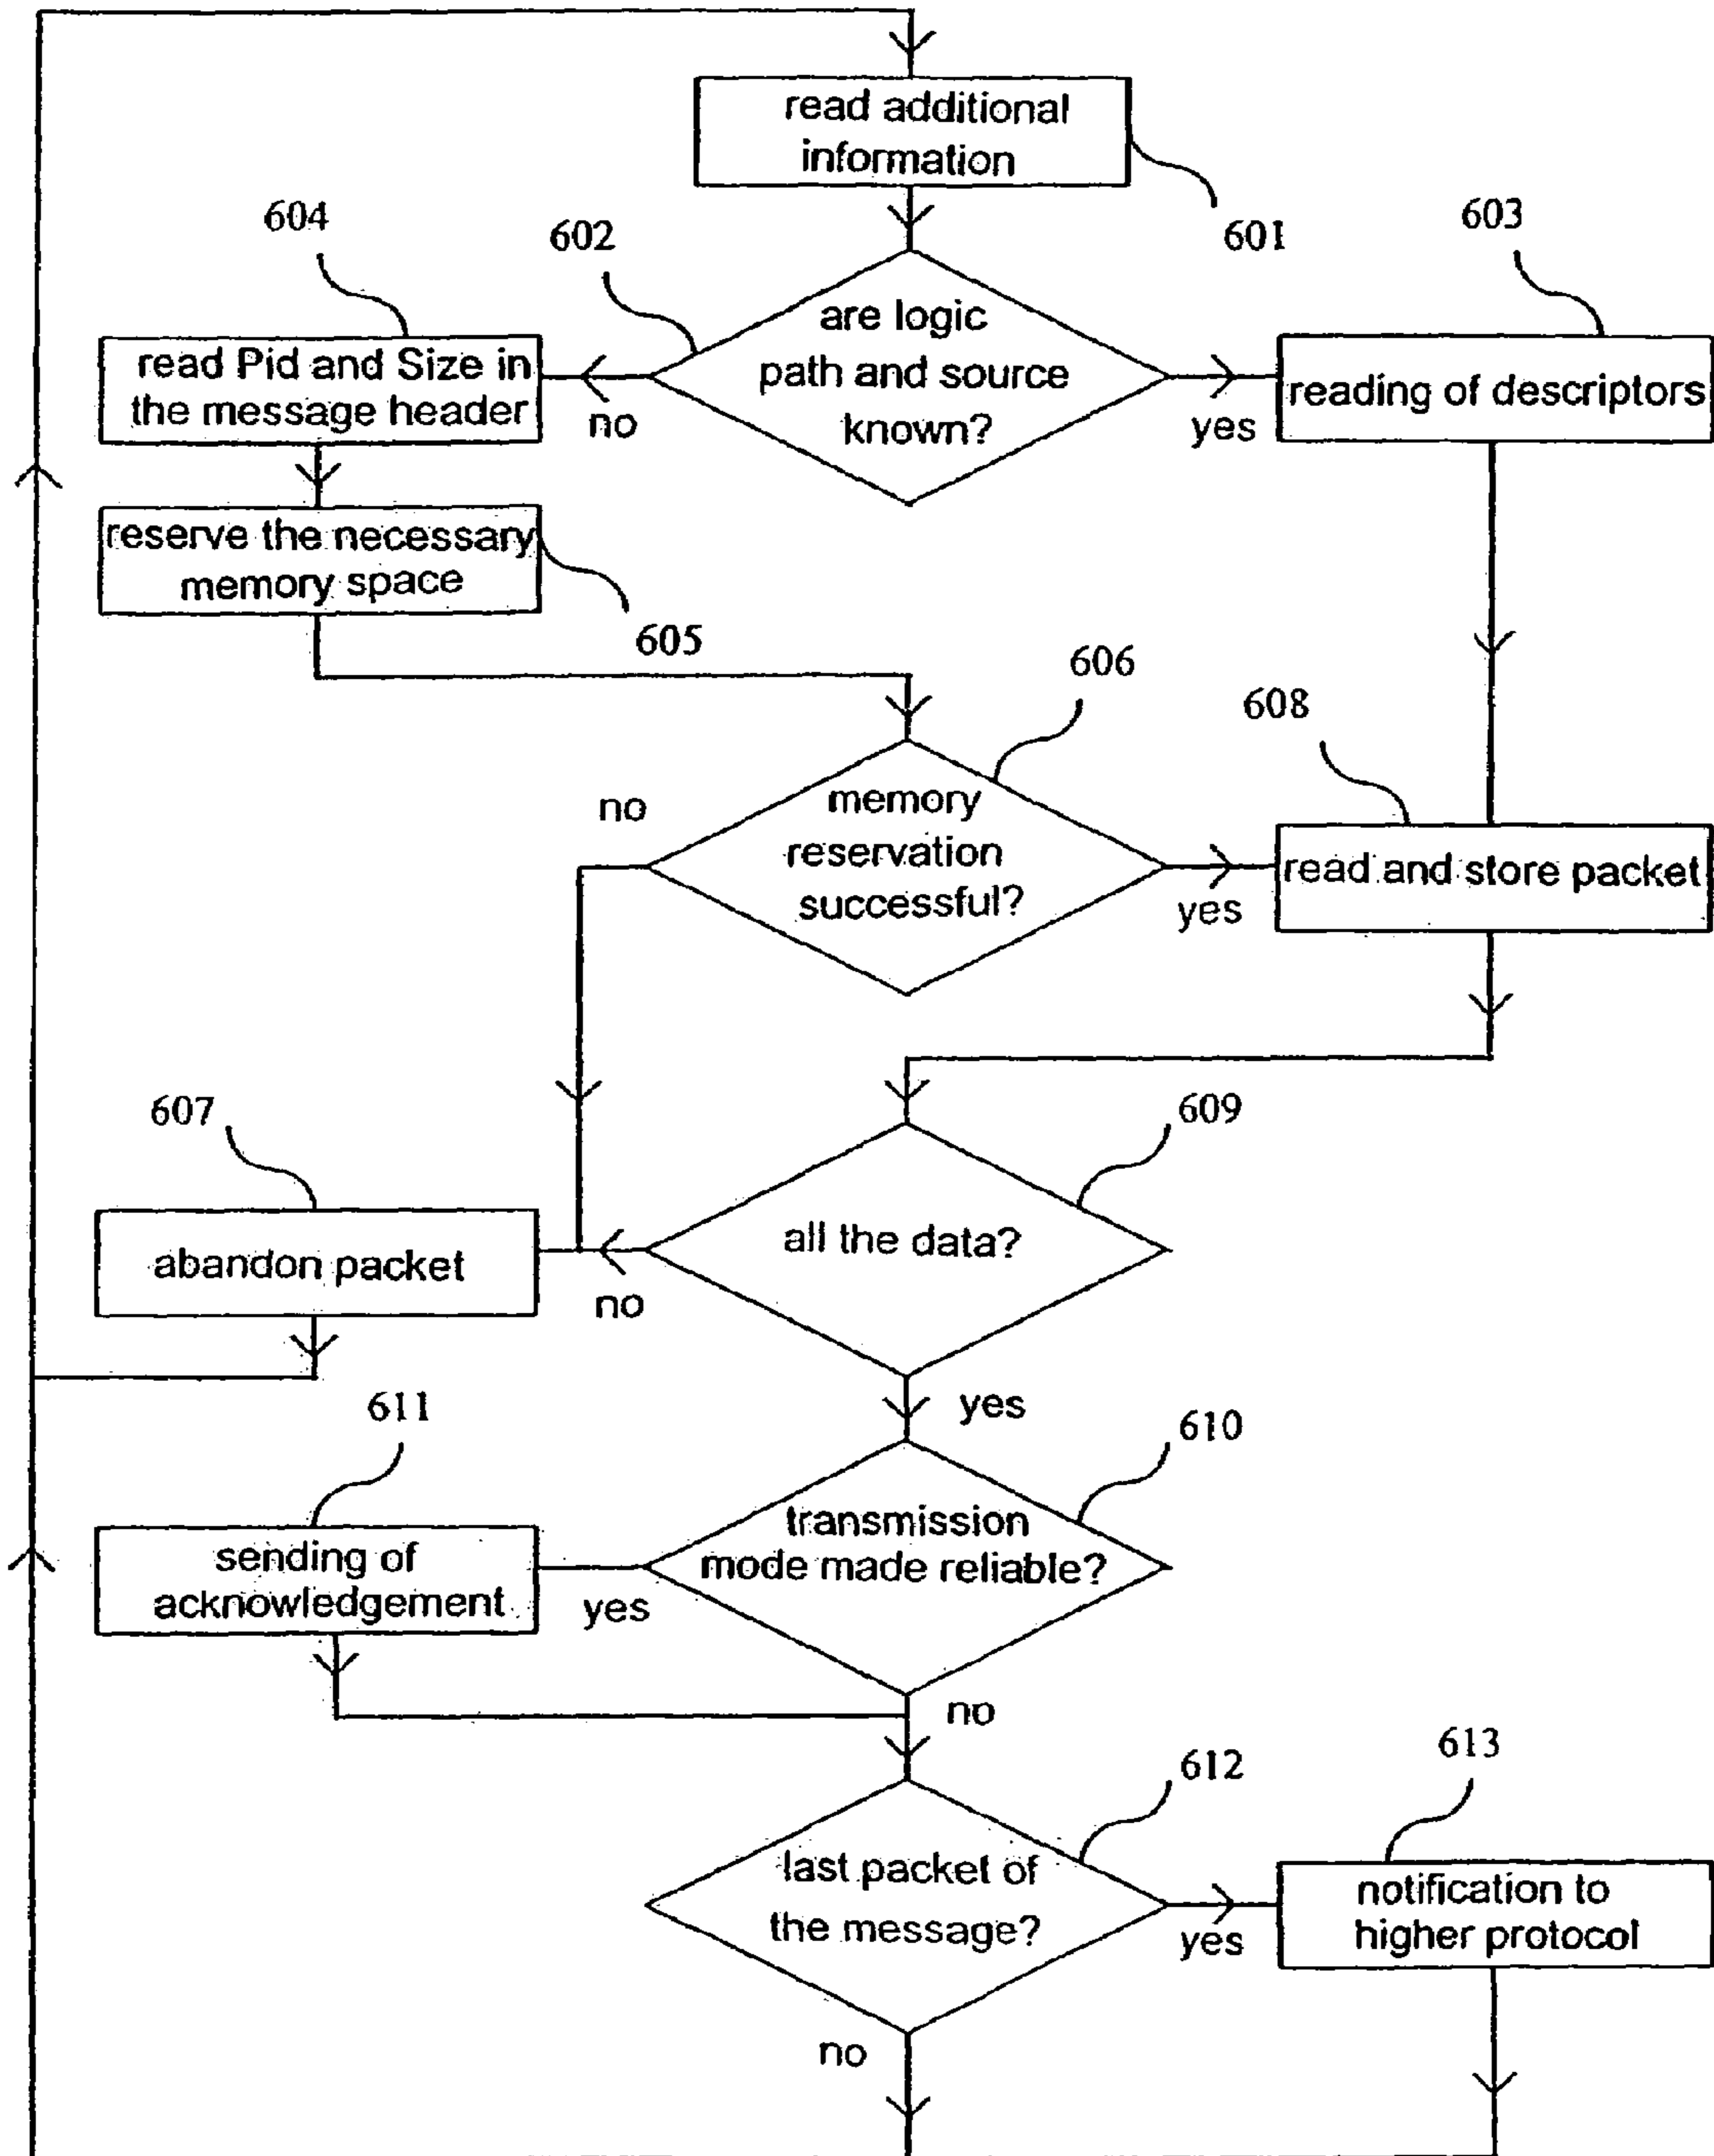 read additional
information
601
604
602
603
are logic
path and source
known?
read Pid and Size in
the message header
no
yes
reading of descriptors
reserve the necessary
memory space
605
606
608
no
memory
reservation
successful?
yes
read and store packet
607
609
all the data?
abandon packet
no
yes
611
610
transmission
mode made reliable?
sending of
acknowledgement
yes
no
612
613
last packet of
the message?
yes
notification to
higher protocol
no